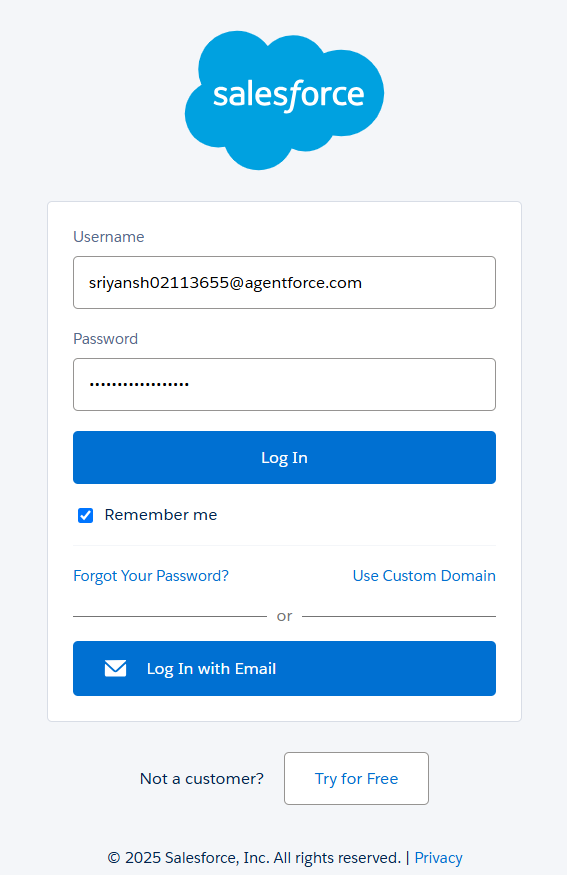 salesforce
Username
sriyansh02113655@agentforce.com
Password
••••••••••••••••••
Log In
Remember me
Forgot Your Password? Use Custom Domain
or
Log In with Email
Not a customer? Try for Free
© 2025 Salesforce, Inc. All rights reserved. | Privacy